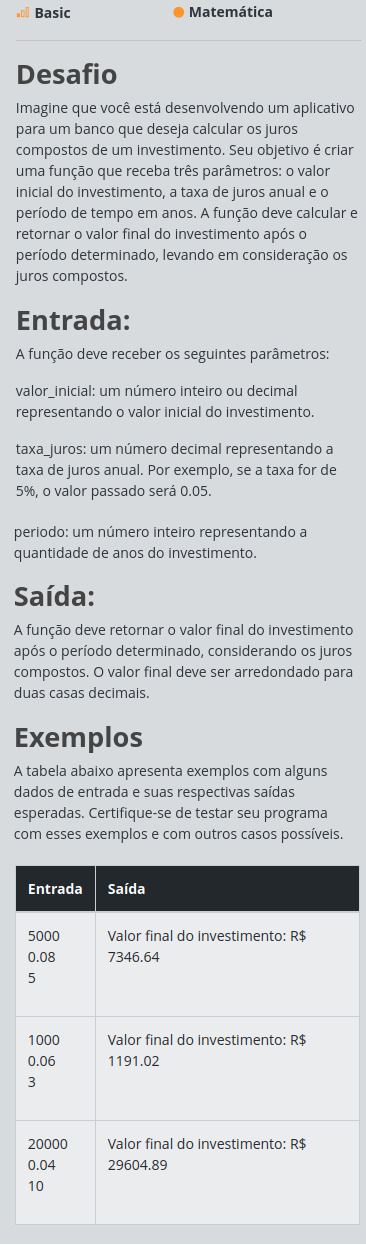 Basic
Matemática
Desafio
Imagine que você está desenvolvendo um aplicativo
para um banco que deseja calcular os juros
compostos de um investimento. Seu objetivo é criar
uma função que receba três parâmetros: o valor
inicial do investimento, a taxa de juros anual e o
período de tempo em anos. A função deve calcular e
retornar o valor final do investimento após o
período determinado, levando em consideração os
juros compostos.
Entrada:
A função deve receber os seguintes parâmetros:
valor_inicial: um número inteiro ou decimal
representando o valor inicial do investimento.
taxa_juros: um número decimal representando a
taxa de juros anual. Por exemplo, se a taxa for de
5%, o valor passado será 0.05.
periodo: um número inteiro representando a
quantidade de anos do investimento.
Saída:
A função deve retornar o valor final do investimento
após o período determinado, considerando os juros
compostos. O valor final deve ser arredondado para
duas casas decimais.
Exemplos
A tabela abaixo apresenta exemplos com alguns
dados de entrada e suas respectivas saídas
esperadas. Certifique-se de testar seu programa
com esses exemplos e com outros casos possíveis.
Entrada
Saída
5000
0.08
5
Valor final do investimento: R$
7346.64
1000
0.06
3
Valor final do investimento: R$
1191.02
20000
0.04
10
Valor final do investimento: R$
29604.89